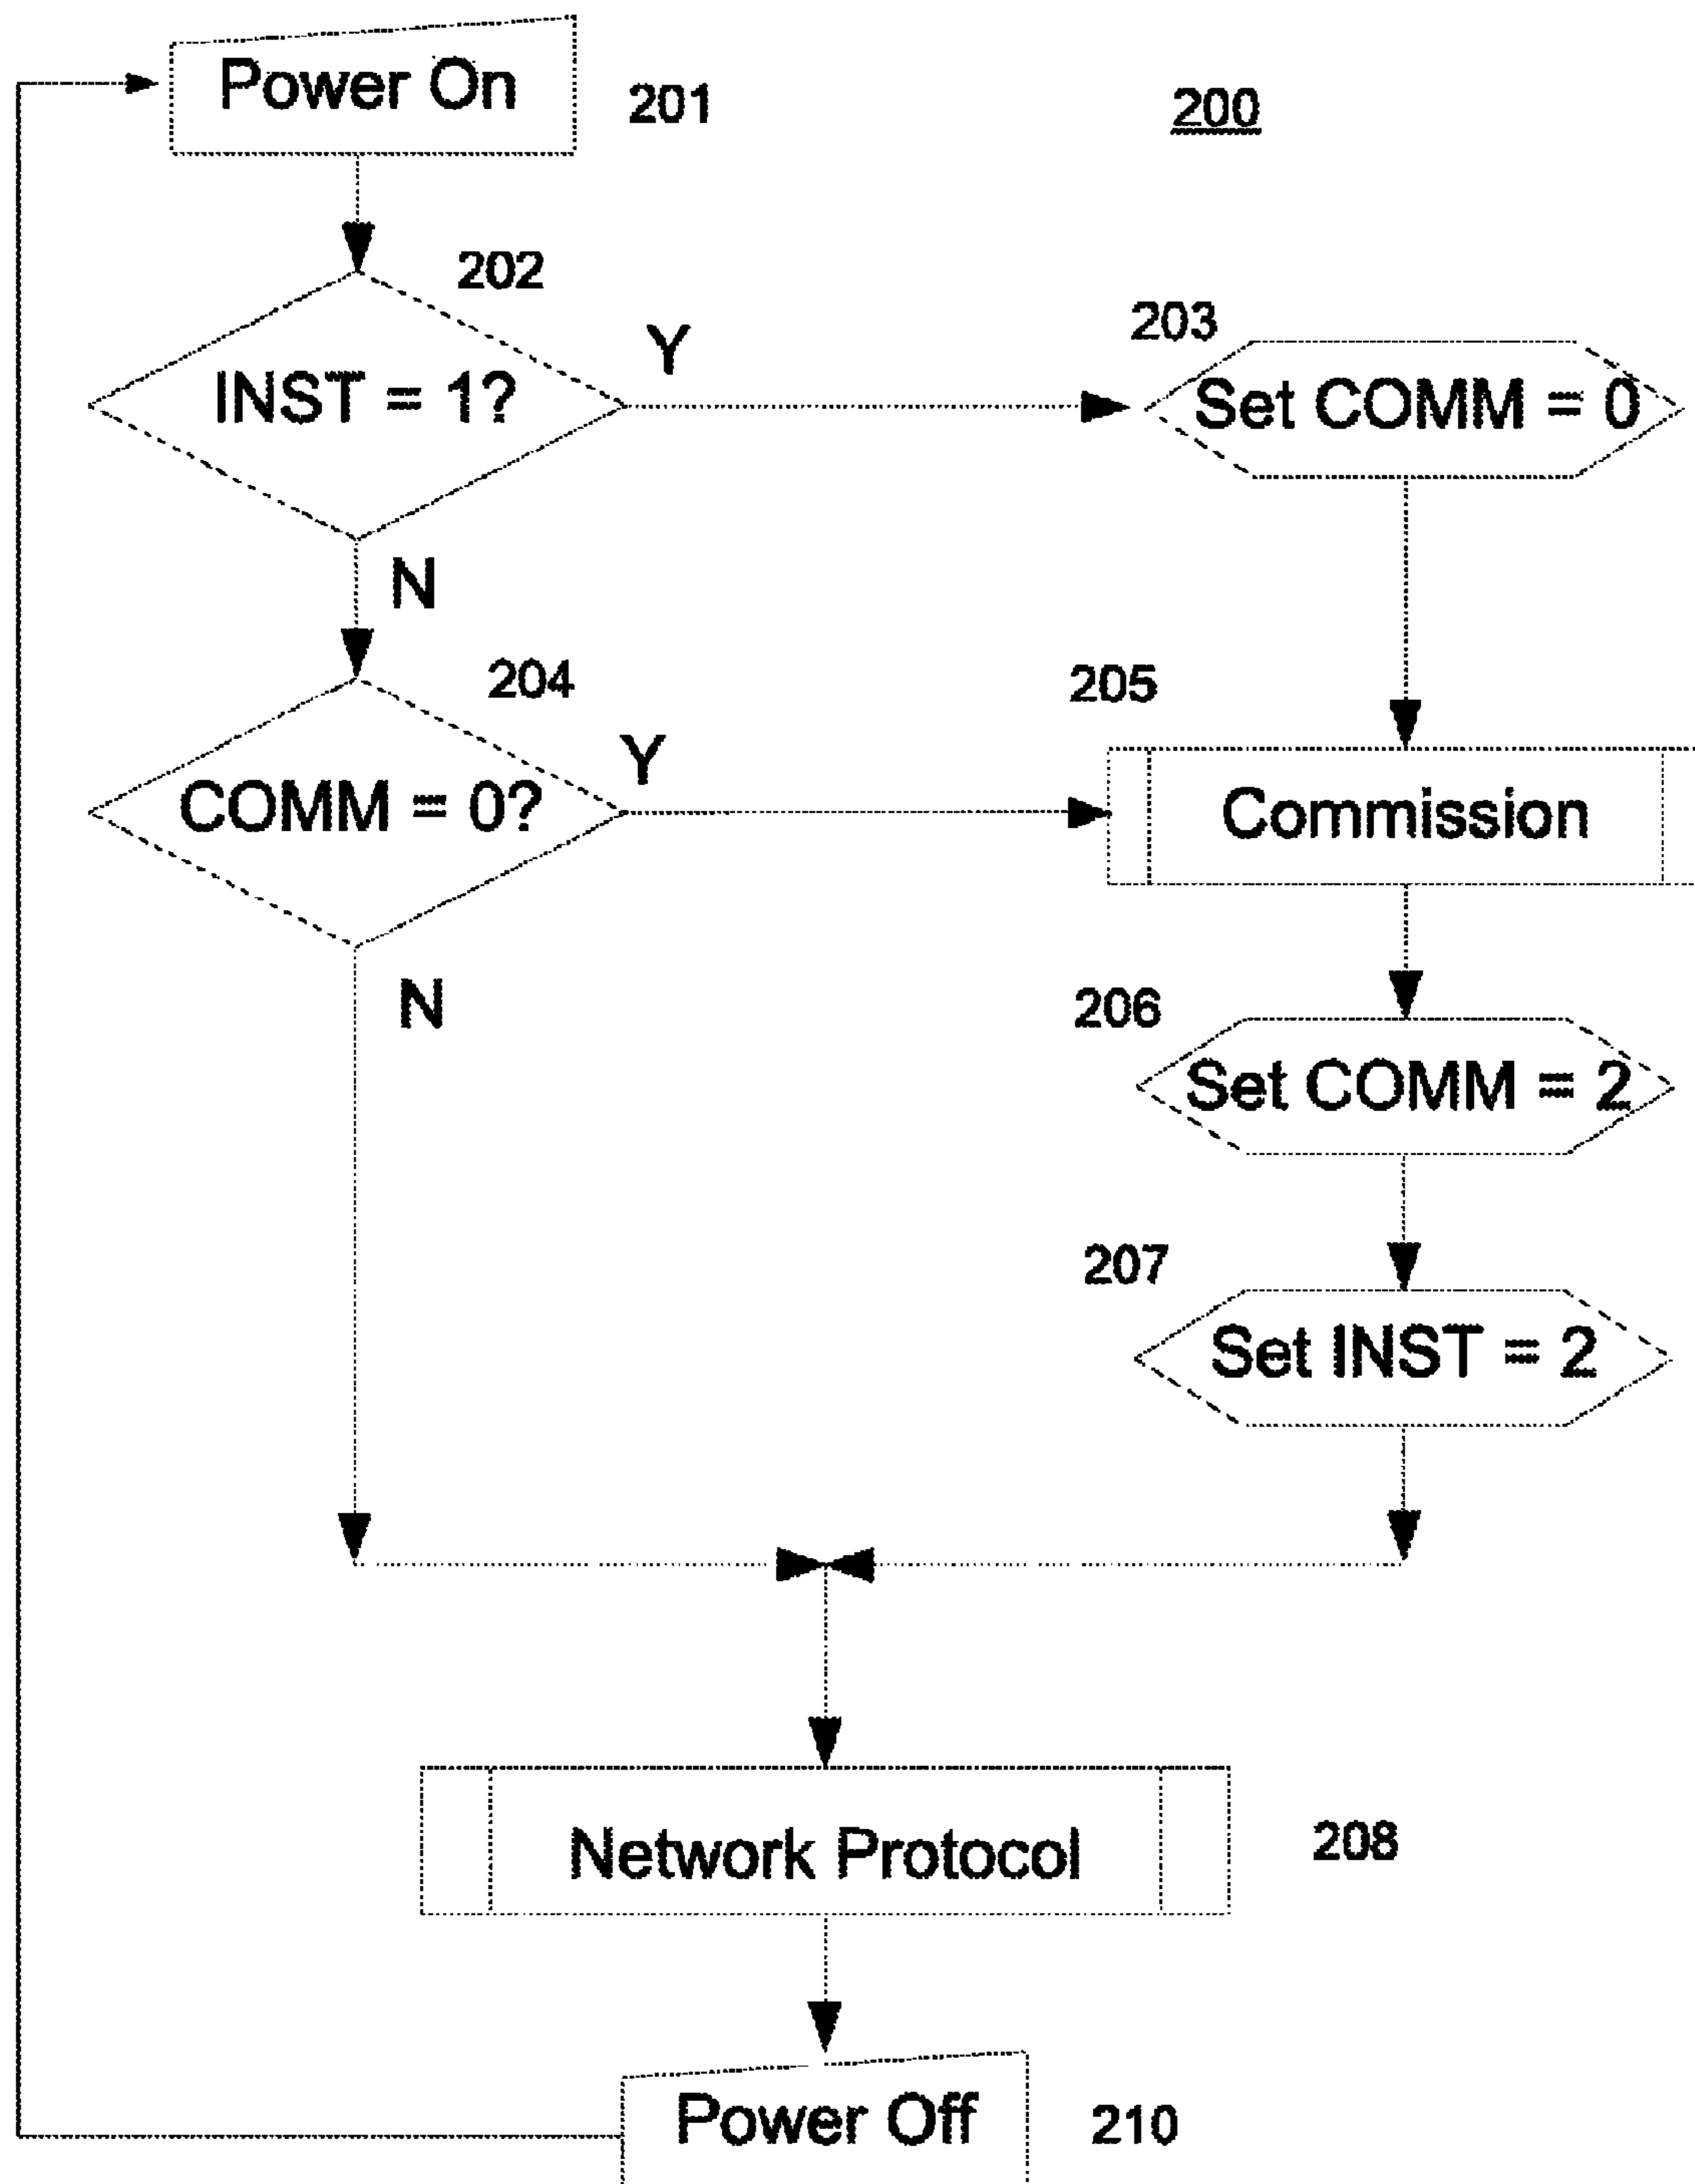 Power On
201
200
202
INST = 1?
Y
203
Set COMM = 0
N
204
COMM = 0?
Y
205
Commission
N
206
Set COMM = 2
207
Set INST = 2
Network Protocol
208
Power Off
210